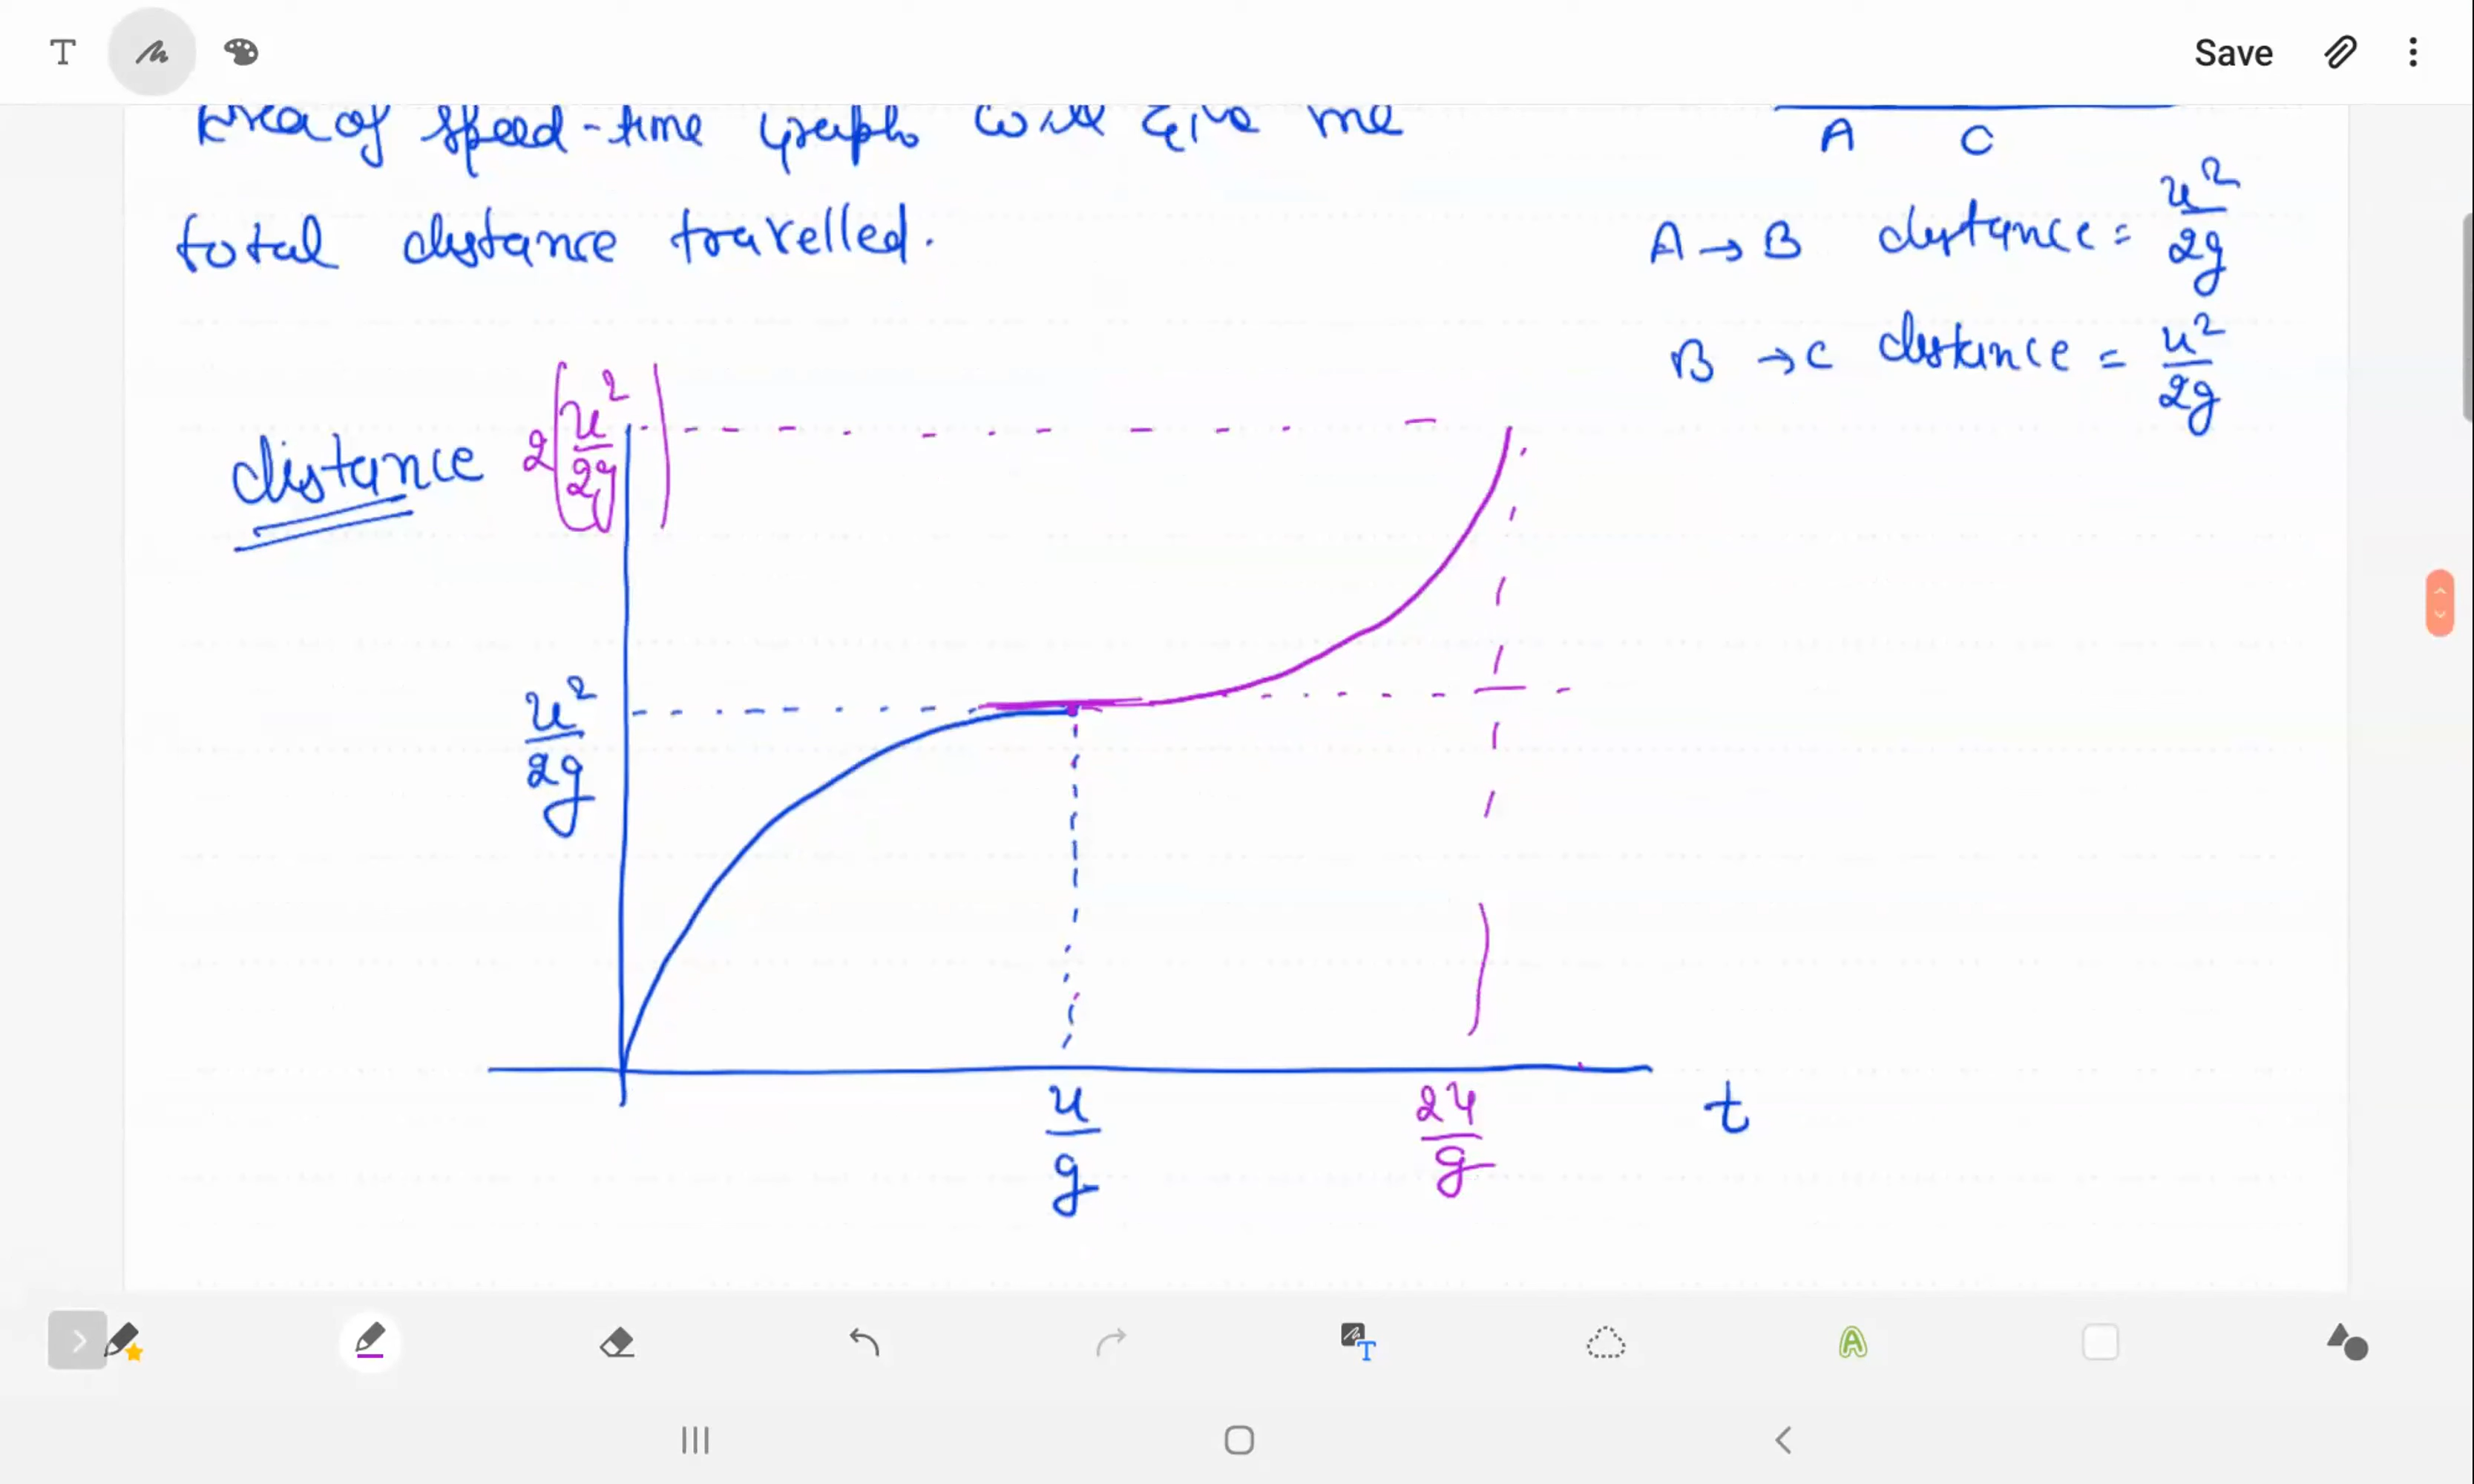 Save
Area of speed-time graph will give me
total distance travelled.
A C
A → B distance = u²/2g
B → C distance = u²/2g
distance
2(u²/2g)
u²/2g
u/g
2u/g
t
T
A